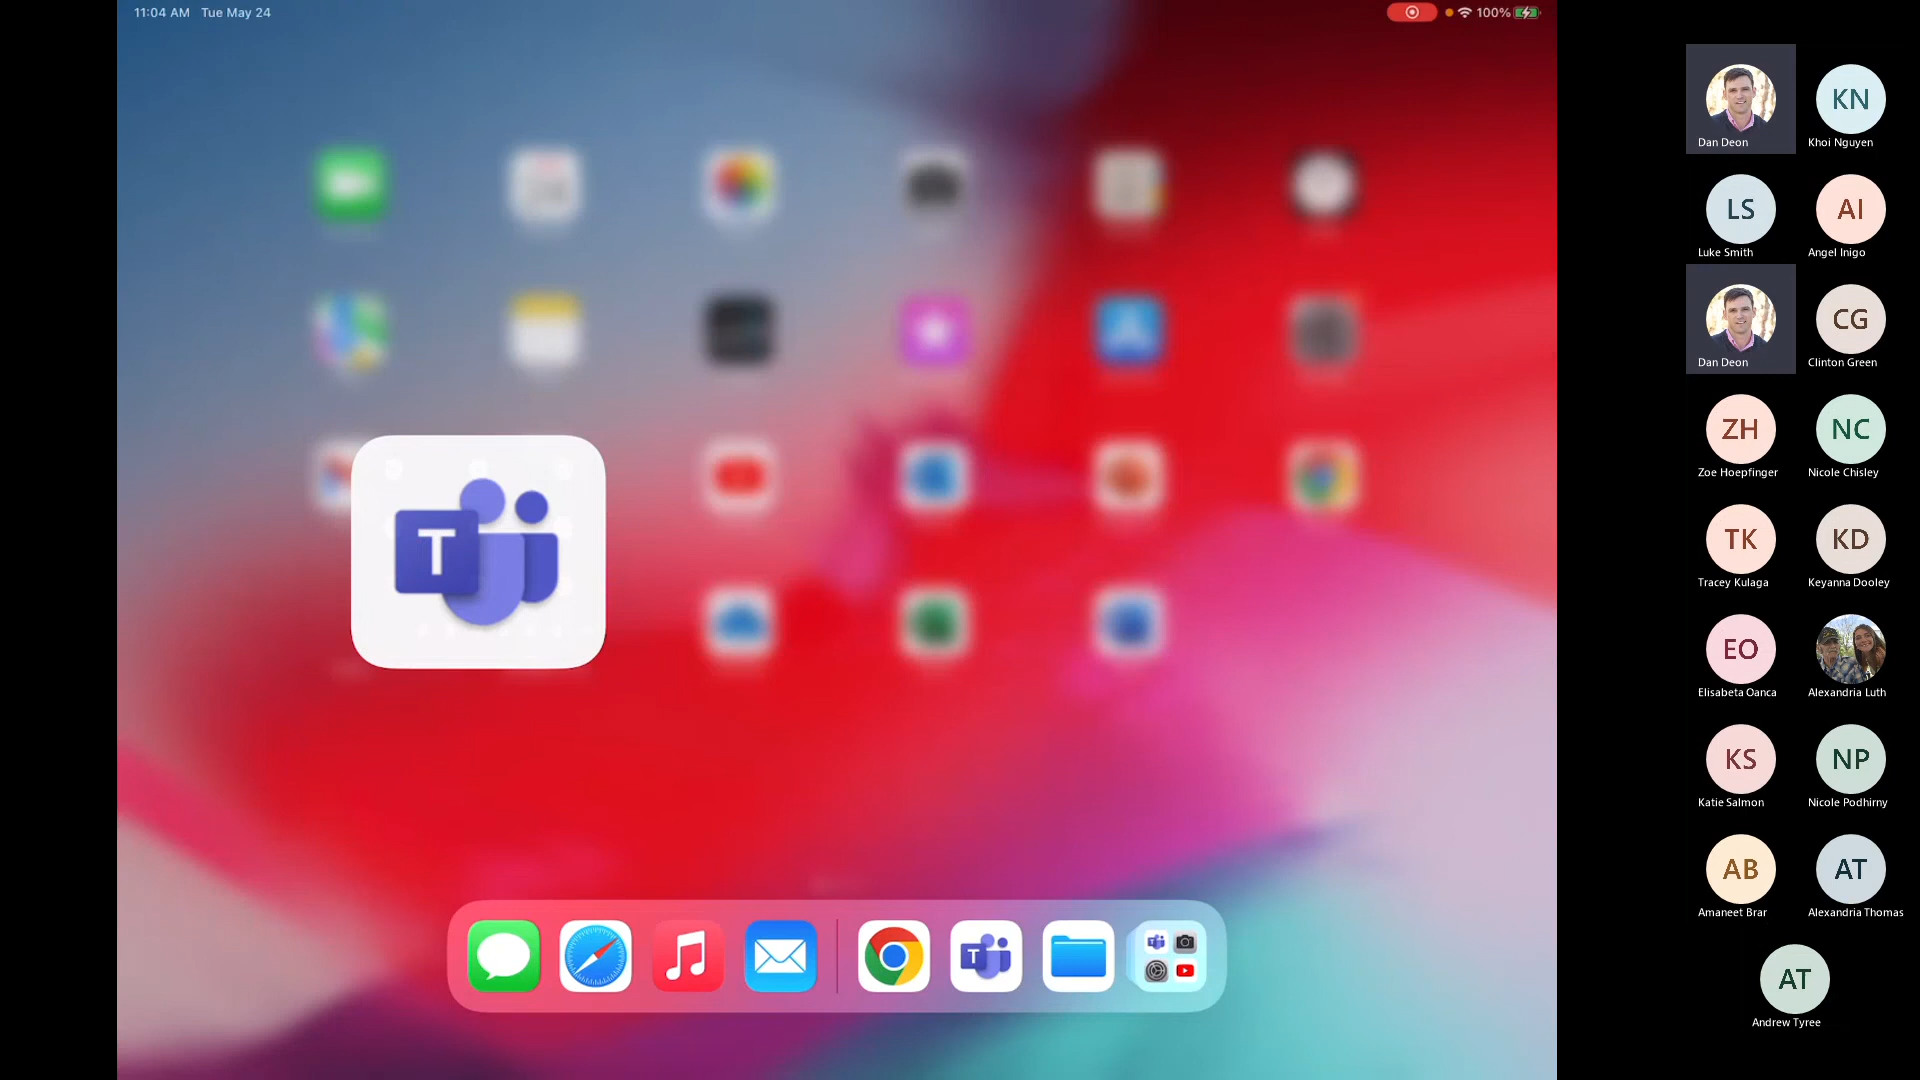 11:04 AM Tue May 24
100%
T
T
Dan Deon
KN
Khoi Nguyen
LS
Luke Smith
AI
Angel Inigo
Dan Deon
CG
Clinton Green
ZH
Zoe Hoepfinger
NC
Nicole Chisley
TK
Tracey Kulaga
KD
Keyanna Dooley
EO
Elisabeta Oanca
Alexandria Luth
KS
Katie Salmon
NP
Nicole Podhirny
AB
Amaneet Brar
AT
Alexandria Thomas
AT
Andrew Tyree